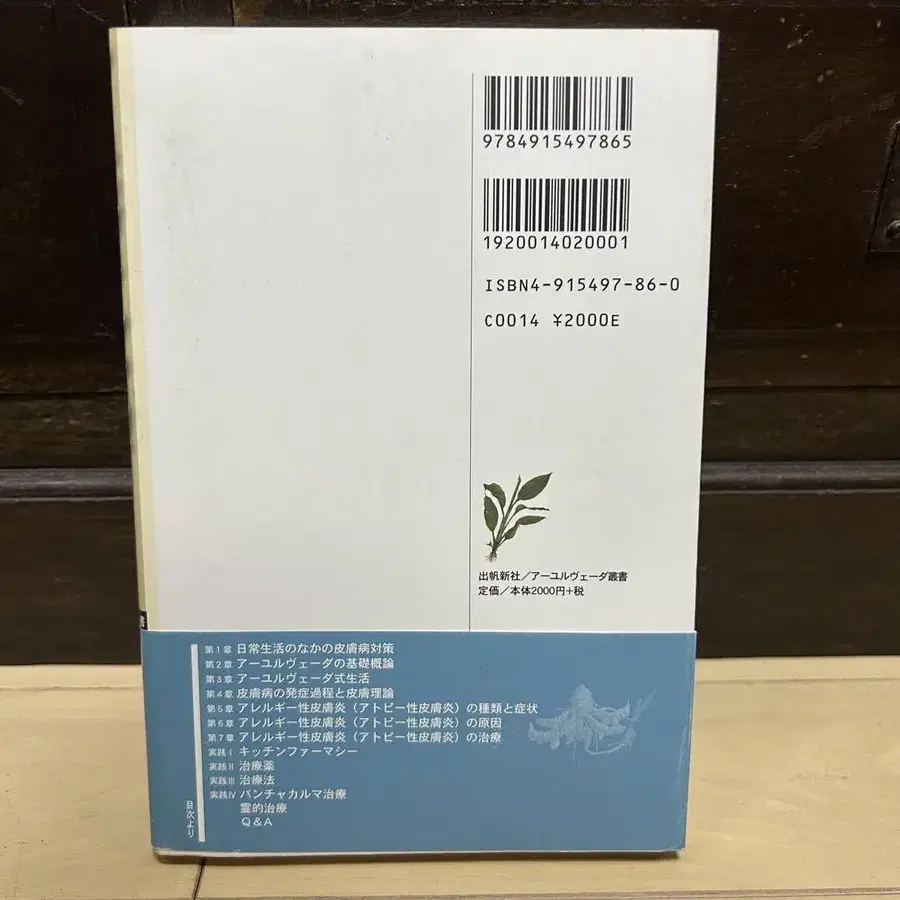 9784915497865
1920014020001
ISBN4-915497-86-0
C0014 ¥2000E
出帆新社/アーユルヴェーダ叢書
定価/本体2000円+税
第1章 日常生活のなかの皮膚病対策
第2章 アーユルヴェーダの基礎概論
第3章 アーユルヴェーダ式生活
第4章 皮膚病の発症過程と皮膚理論
第5章 アレルギー性皮膚炎(アトピー性皮膚炎)の種類と症状
第6章 アレルギー性皮膚炎(アトピー性皮膚炎)の原因
第7章 アレルギー性皮膚炎(アトピー性皮膚炎)の治療
実践Ⅰ キッチンファーマシー
実践Ⅱ 治療薬
実践Ⅲ 治療法
実践Ⅳ パンチャカルマ治療
霊的治療
Q&A
目次より
書